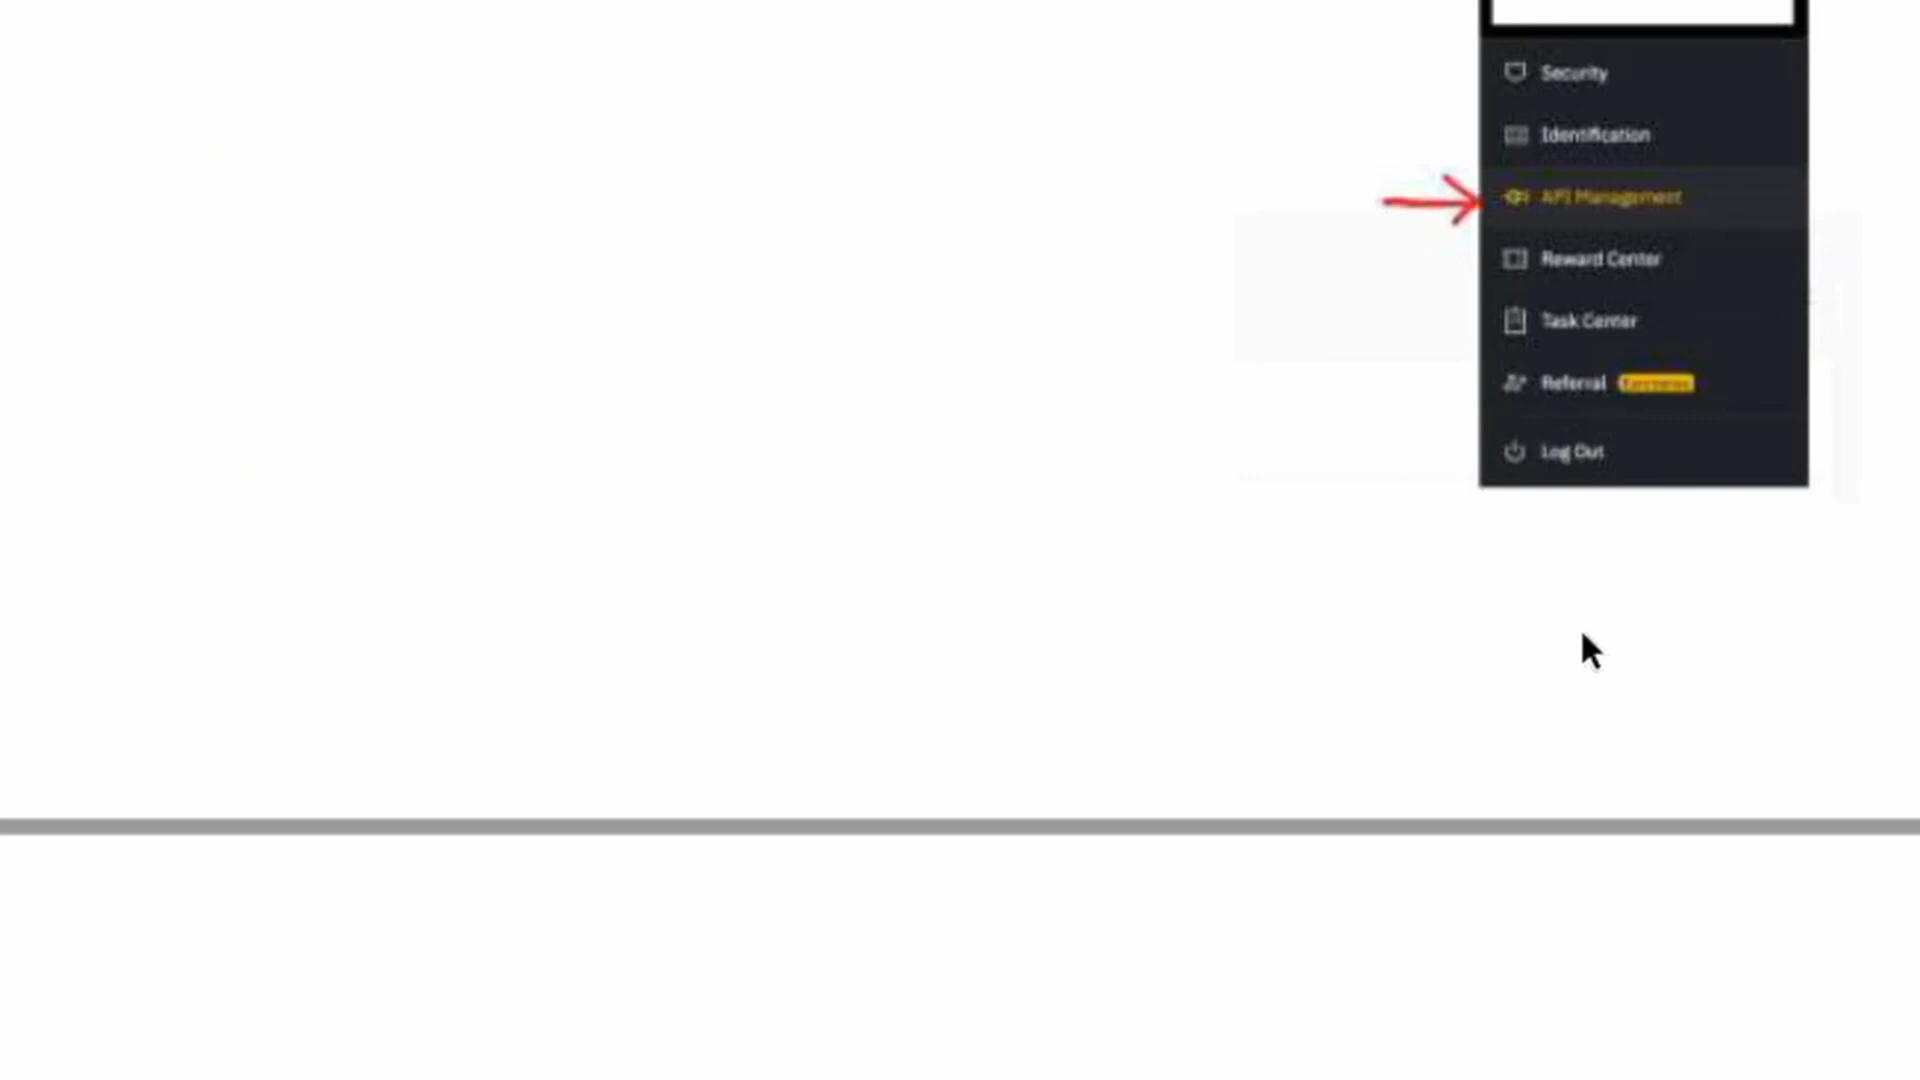 Security
Identification
API Management
Reward Center
Task Center
Referral
Log Out